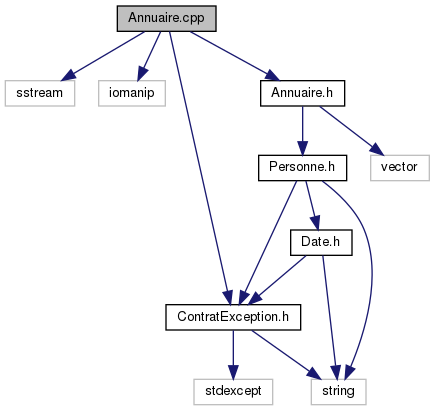 Annuaire.cpp
sstream
iomanip
Annuaire.h
Personne.h
vector
Date.h
ContratException.h
stdexcept
string